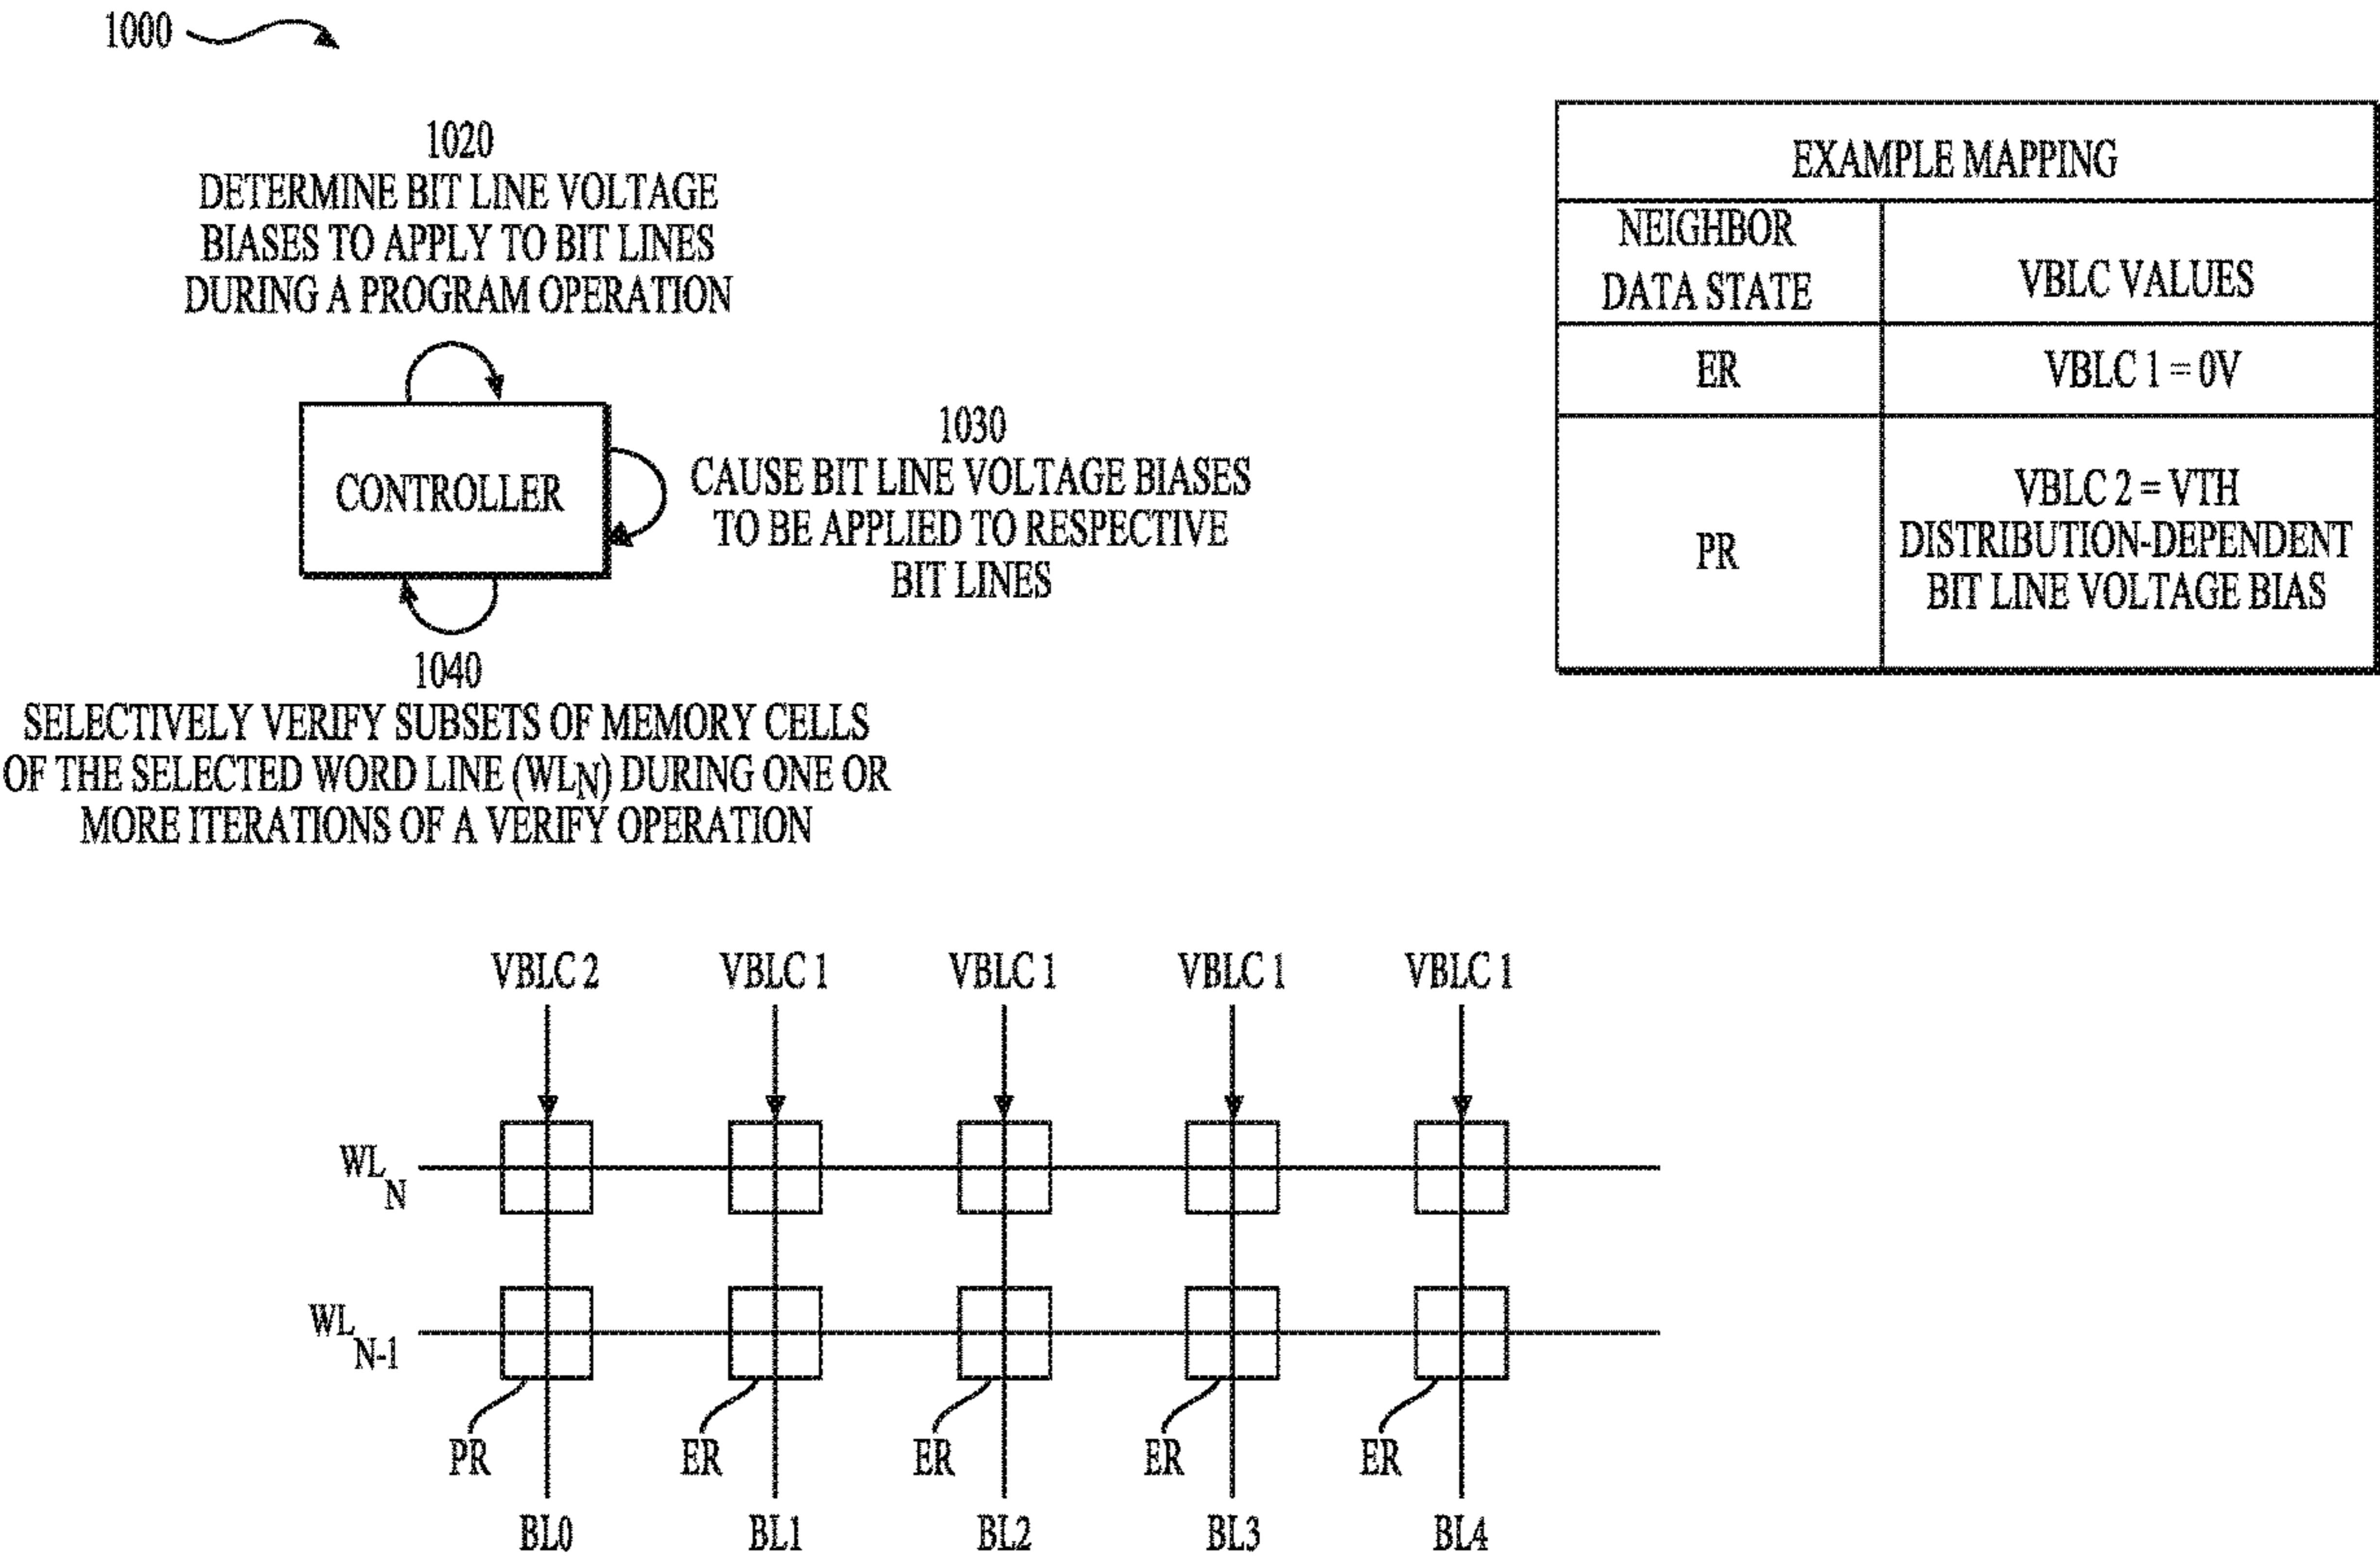 1000
1020
DETERMINE BIT LINE VOLTAGE
BIASES TO APPLY TO BIT LINES
DURING A PROGRAM OPERATION
CONTROLLER
1030
CAUSE BIT LINE VOLTAGE BIASES
TO BE APPLIED TO RESPECTIVE
BIT LINES
1040
SELECTIVELY VERIFY SUBSETS OF MEMORY CELLS
OF THE SELECTED WORD LINE (WLN) DURING ONE OR
MORE ITERATIONS OF A VERIFY OPERATION
EXAMPLE MAPPING
NEIGHBOR
DATA STATE
VBLC VALUES
ER
VBLC 1 = 0V
PR
VBLC 2 = VTH
DISTRIBUTION-DEPENDENT
BIT LINE VOLTAGE BIAS
VBLC 2 VBLC 1 VBLC 1 VBLC 1 VBLC 1
WLN
WLN-1
PR ER ER ER ER
BL0 BL1 BL2 BL3 BL4